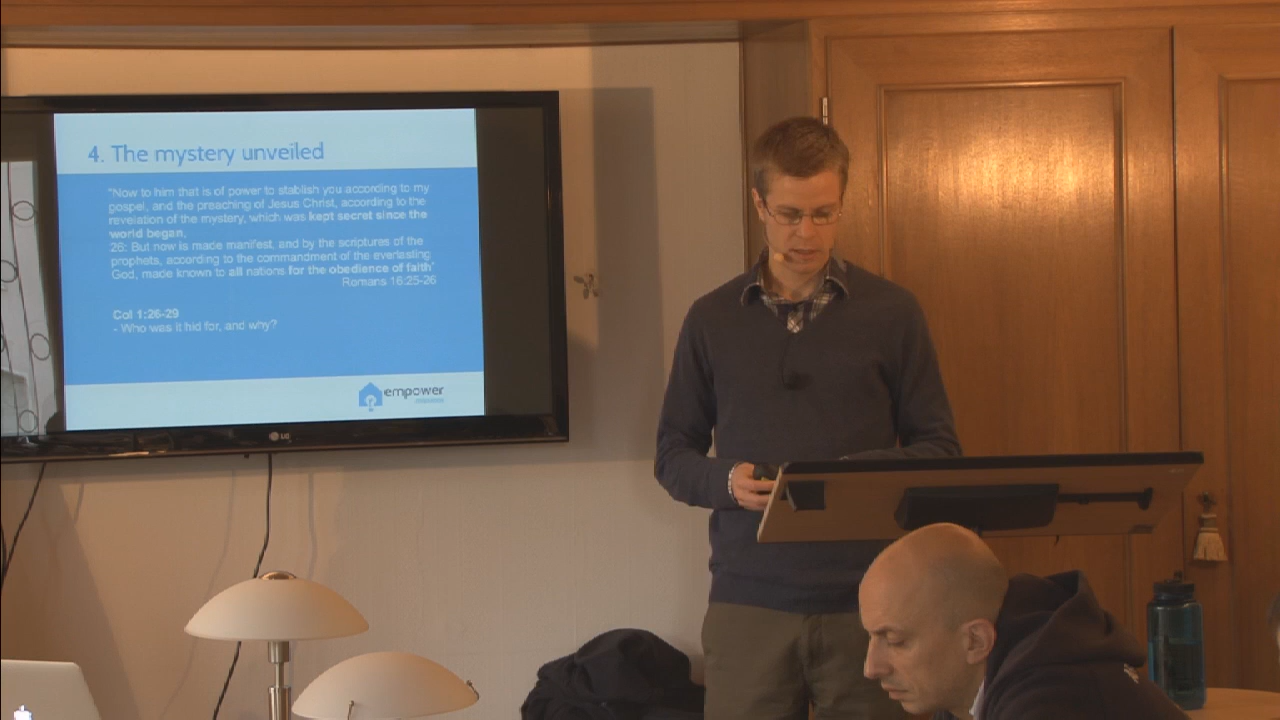 4. The mystery unveiled
"Now to him that is of power to stablish you according to my
gospel, and the preaching of Jesus Christ, according to the
revelation of the mystery, which was kept secret since the
world began,
26: But now is made manifest, and by the scriptures of the
prophets, according to the commandment of the everlasting
God, made known to all nations for the obedience of faith"
Romans 16:25-26
Col 1:26-29
- Who was it hid for, and why?
empower
LG